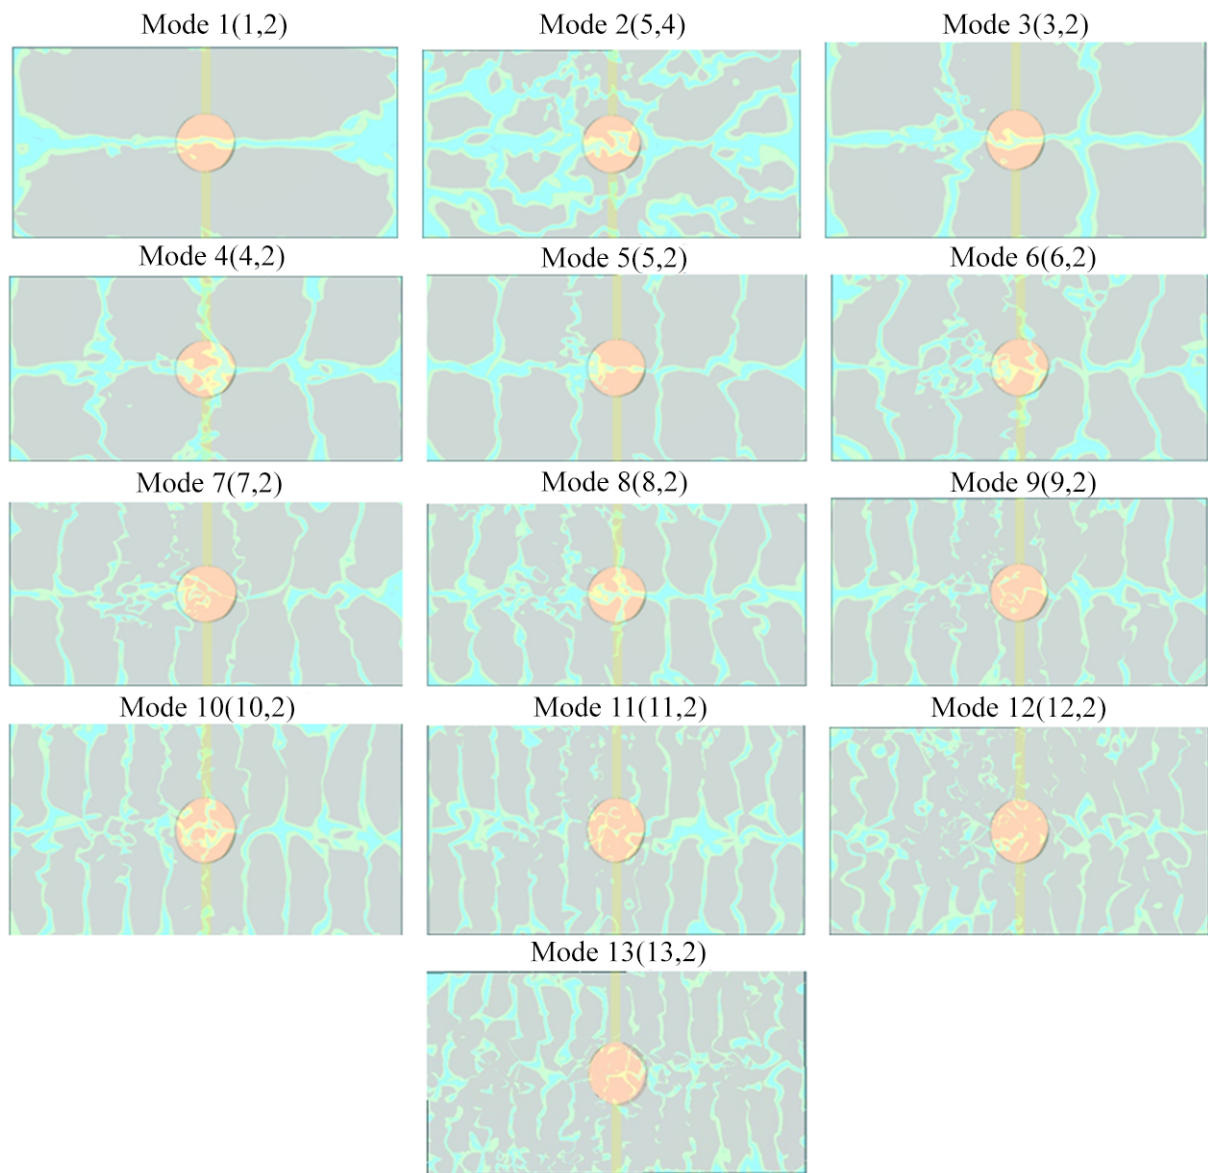 Mode 1(1,2)
Mode 2(5,4)
Mode 3(3,2)
Mode 4(4,2)
Mode 5(5,2)
Mode 6(6,2)
Mode 7(7,2)
Mode 8(8,2)
Mode 9(9,2)
Mode 10(10,2)
Mode 11(11,2)
Mode 12(12,2)
Mode 13(13,2)